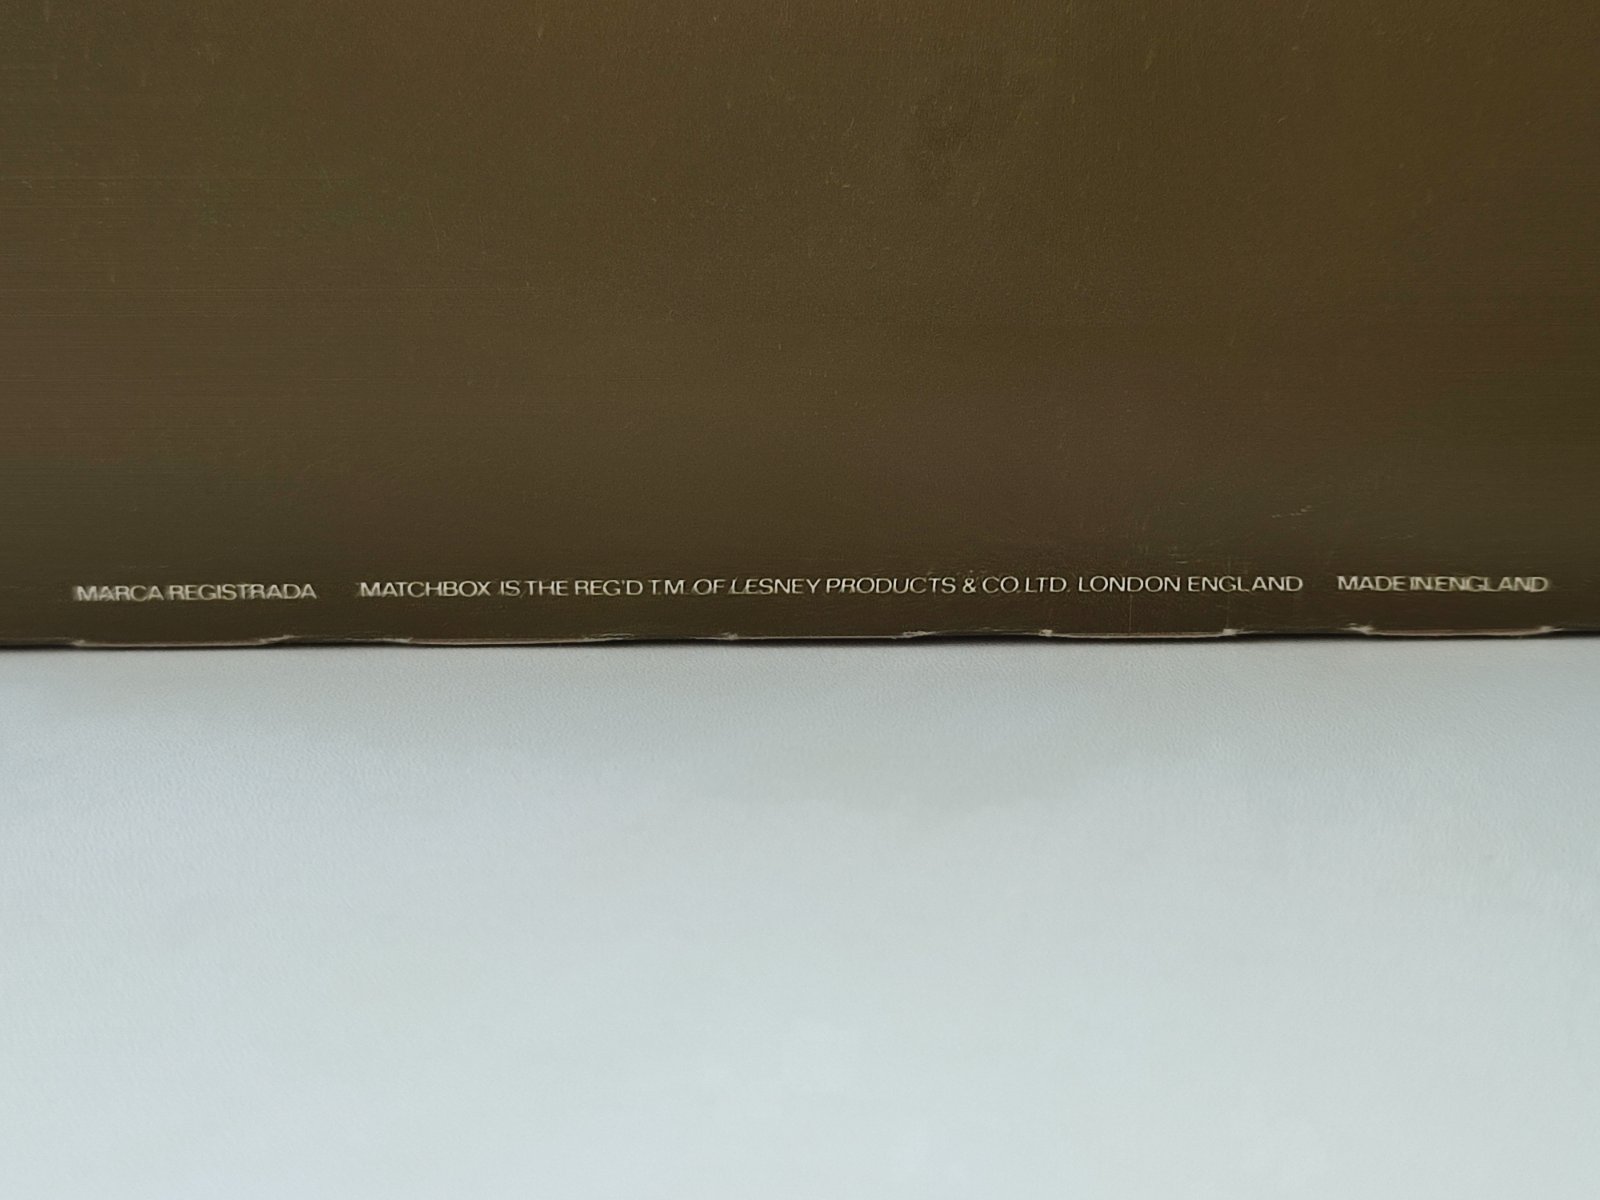 MARCA REGISTRADA MATCHBOX IS THE REG'D T.M. OF LESNEY PRODUCTS & CO. LTD. LONDON ENGLAND MADE IN ENGLAND